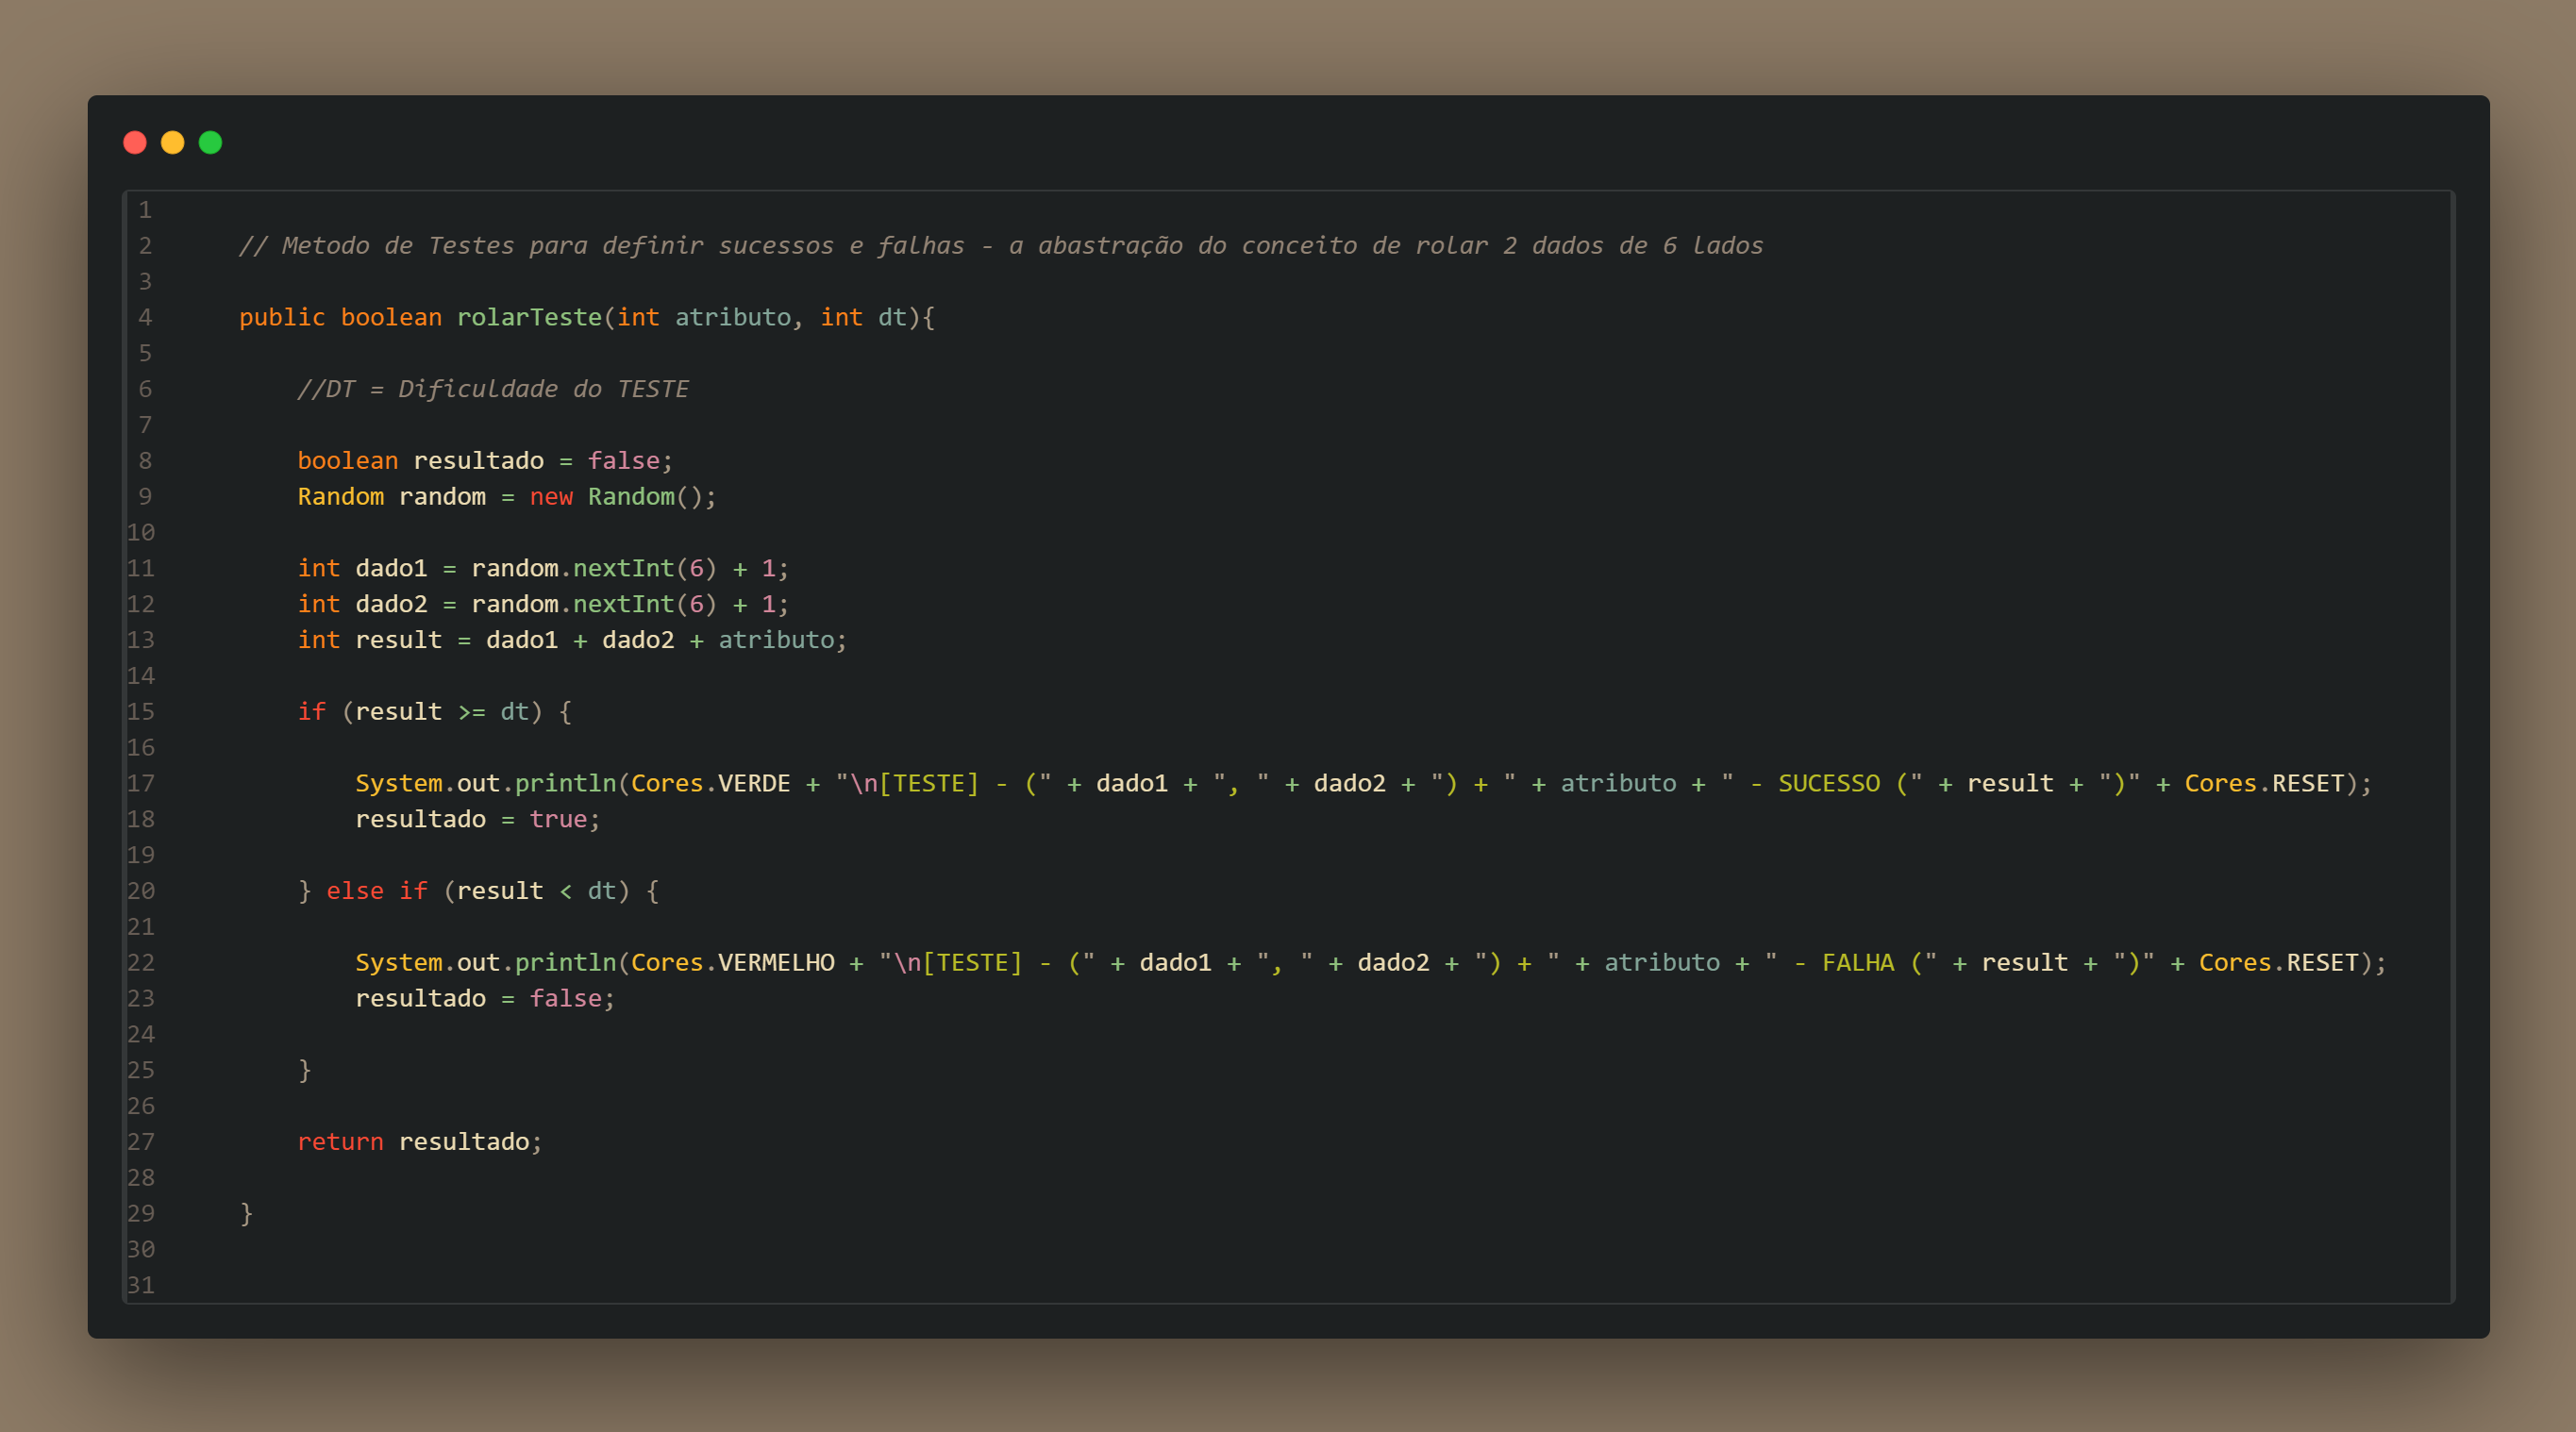 1
2 // Metodo de Testes para definir sucessos e falhas - a abastração do conceito de rolar 2 dados de 6 lados
3
4 public boolean rolarTeste(int atributo, int dt){
5
6 //DT = Dificuldade do TESTE
7
8 boolean resultado = false;
9 Random random = new Random();
10
11 int dado1 = random.nextInt(6) + 1;
12 int dado2 = random.nextInt(6) + 1;
13 int result = dado1 + dado2 + atributo;
14
15 if (result >= dt) {
16
17 System.out.println(Cores.VERDE + "\n[TESTE] - (" + dado1 + ", " + dado2 + ") + " + atributo + " - SUCESSO (" + result + ")" + Cores.RESET);
18 resultado = true;
19
20 } else if (result < dt) {
21
22 System.out.println(Cores.VERMELHO + "\n[TESTE] - (" + dado1 + ", " + dado2 + ") + " + atributo + " - FALHA (" + result + ")" + Cores.RESET);
23 resultado = false;
24
25 }
26
27 return resultado;
28
29 }
30
31